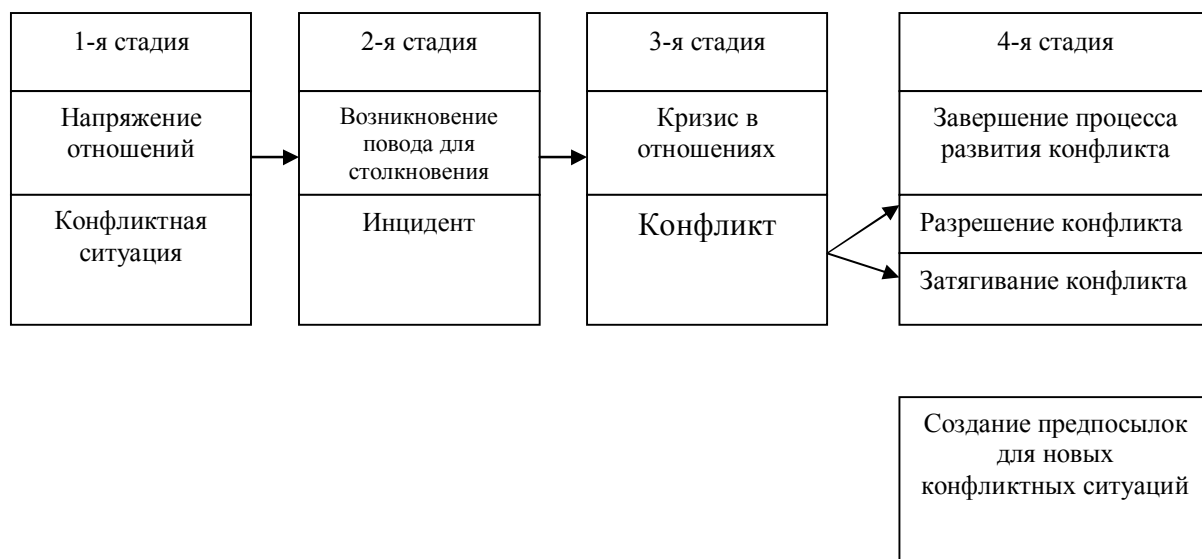 1-я стадия
Напряжение
отношений
Конфликтная
ситуация
2-я стадия
Возникновение
повода для
столкновения
Инцидент
3-я стадия
Кризис в
отношениях
Конфликт
4-я стадия
Завершение процесса
развития конфликта
Разрешение конфликта
Затягивание конфликта
Создание предпосылок
для новых
конфликтных ситуаций